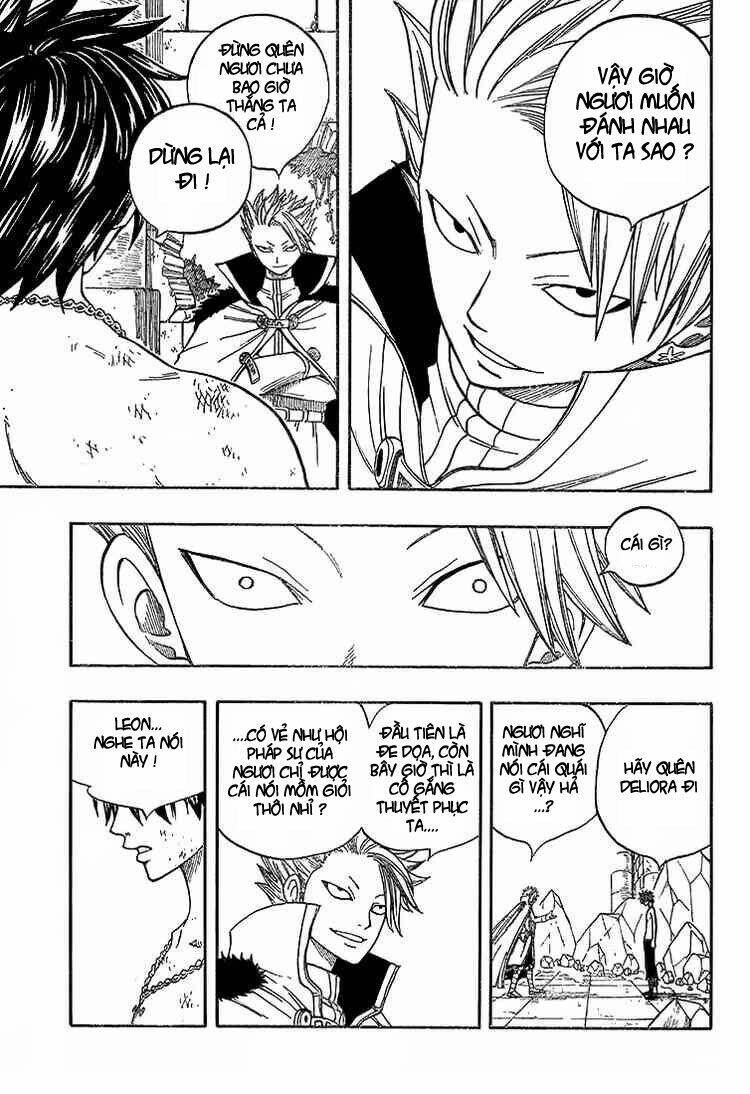 VẬY GIỜ
NGƯƠI MUỐN
ĐÁNH NHAU
VỚI TA SAO ?
ĐỪNG QUÊN
NGƯƠI CHƯA
BAO GIỜ
THẮNG TA
CẢ !
DỪNG LẠI
ĐI !
CÁI GÌ?
HÃY QUÊN
DELIORA ĐI
NGƯƠI NGHĨ
MÌNH ĐANG
NÓI CÁI QUÁI
GÌ VẬY HẢ
...?
ĐẦU TIÊN LÀ
ĐE DỌA, CÒN
BÂY GIỜ THÌ LÀ
CỐ GẮNG
THUYẾT PHỤC
TA....
....CÓ VẺ NHƯ HỘI
PHÁP SƯ CỦA
NGƯƠI CHỈ ĐƯỢC
CÁI NÓI MỒM GIỎI
THÔI NHỈ ?
LEON...
NGHE TA NÓI
NÀY !